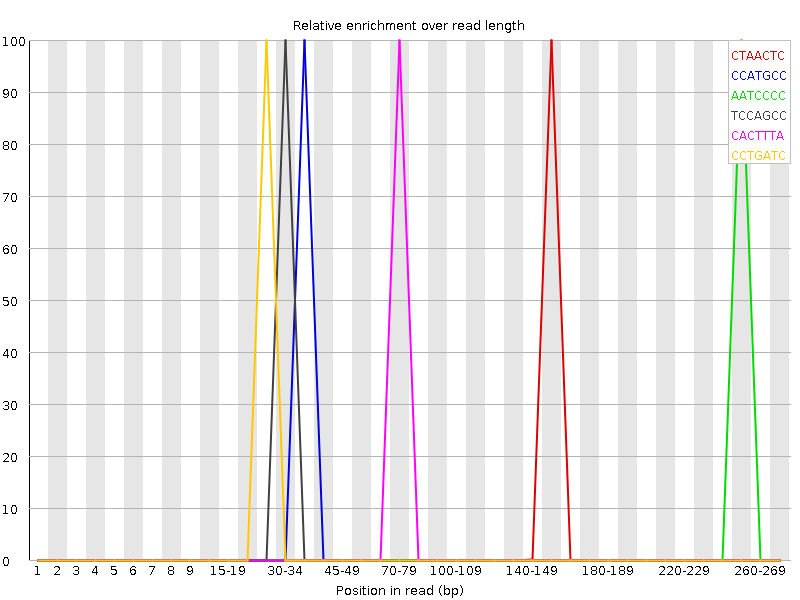 Relative enrichment over read length
100
90
80
70
60
50
40
30
20
10
0
CTAACTC
CCATGCC
AATCCCC
TCCAGCC
CACTTTA
CCTGATC
1 2 3 4 5 6 7 8 9 15-19 30-34 45-49 70-79 100-109 140-149 180-189 220-229 260-269
Position in read (bp)